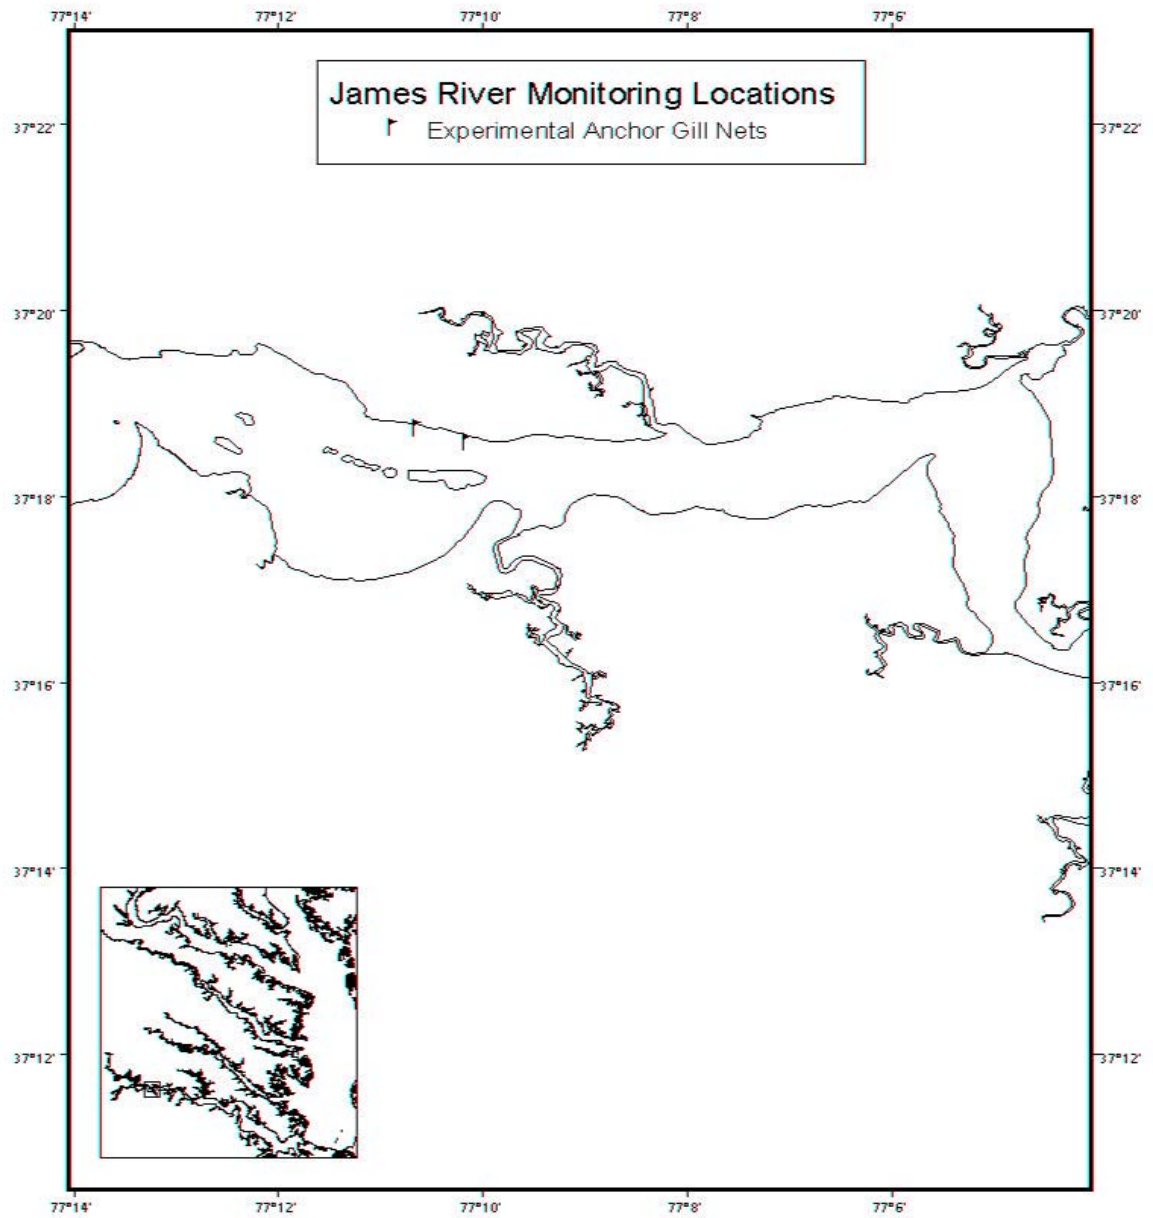 77°14' 77°12' 77°10' 77°8' 77°6'
James River Monitoring Locations
Experimental Anchor Gill Nets
37°22' 37°22'
37°20' 37°20'
37°18' 37°18'
37°16' 37°16'
37°14' 37°14'
37°12' 37°12'
77°14' 77°12' 77°10' 77°8' 77°6'